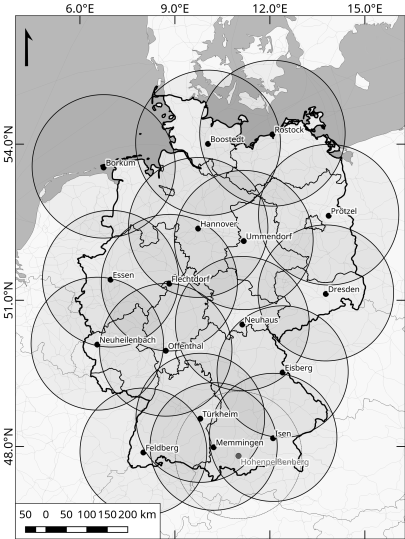 6.0°E 9.0°E 12.0°E 15.0°E
54.0°N
51.0°N
48.0°N
Rostock
Boostedt
Borkum
Prötzel
Hannover
Ummendorf
Essen
Flechtdorf
Dresden
Neuhaus
Neuheilenbach
Offenthal
Eisberg
Türkheim
Isen
Memmingen
Feldberg
Hohenpeißenberg
50 0 50 100 150 200 km